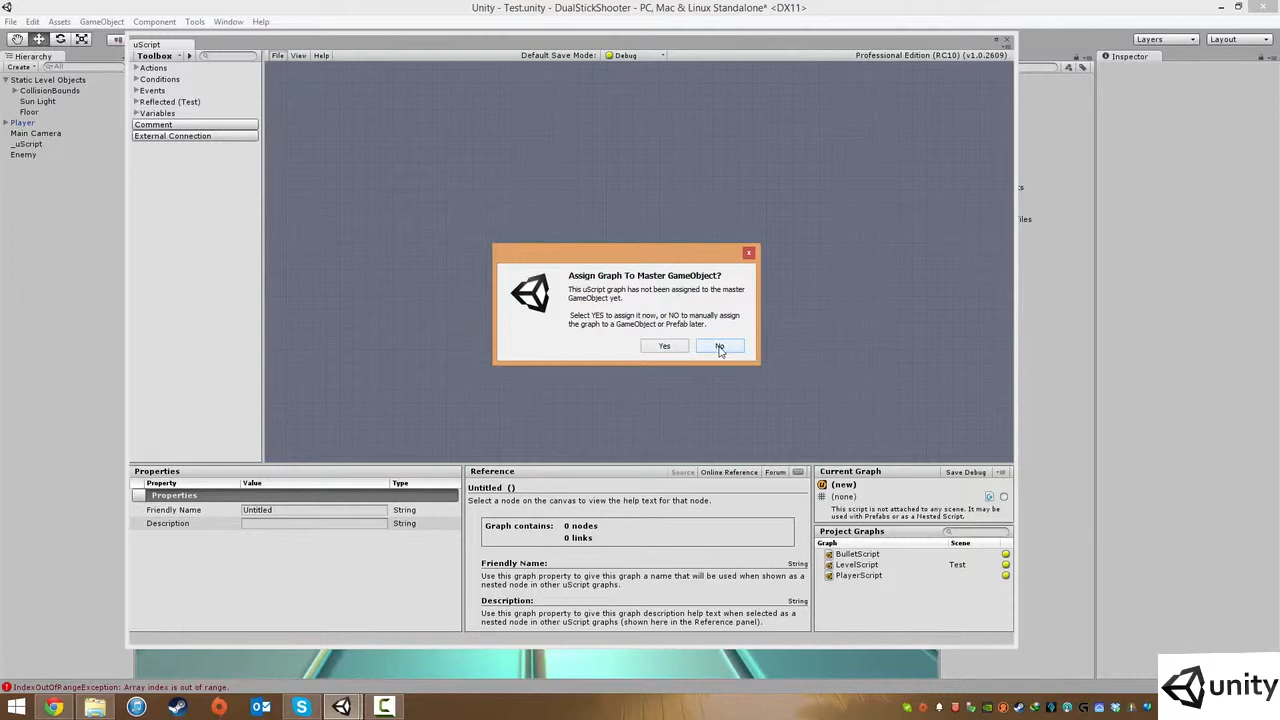 Unity - Test.unity - DualStickShooter - PC, Mac & Linux Standalone* <DX11>
File Edit Assets GameObject Component Tools Window Help
Layers Layout
Hierarchy
Create All
Static Level Objects
CollisionBounds
Sun Light
Floor
Player
Main Camera
_uScript
Enemy
uScript
Toolbox
File View Help
Default Save Mode: Debug
Professional Edition (RC10) (v1.0.2609)
Actions
Conditions
Events
Reflected (Test)
Variables
Comment
External Connection
Inspector
Assign Graph To Master GameObject?
This uScript graph has not been assigned to the master
GameObject yet.
Select YES to assign it now, or NO to manually assign
the graph to a GameObject or Prefab later.
Yes No
Properties
Property Value Type
Properties
Friendly Name Untitled String
Description String
Reference Source Online Reference Forum
Untitled ()
Select a node on the canvas to view the help text for that node.
Graph contains: 0 nodes
0 links
Friendly Name: String
Use this graph property to give this graph a name that will be used when shown as a
nested node in other uScript graphs.
Description: String
Use this graph property to give this graph description help text when selected as a
nested node in other uScript graphs (shown here in the Reference panel).
Current Graph Save Debug
(new)
(none)
This script is not attached to any scene. It may be
used with Prefabs or as a Nested Script.
Project Graphs
Graph Scene
BulletScript
LevelScript Test
PlayerScript
IndexOutOfRangeException: Array index is out of range.
unity